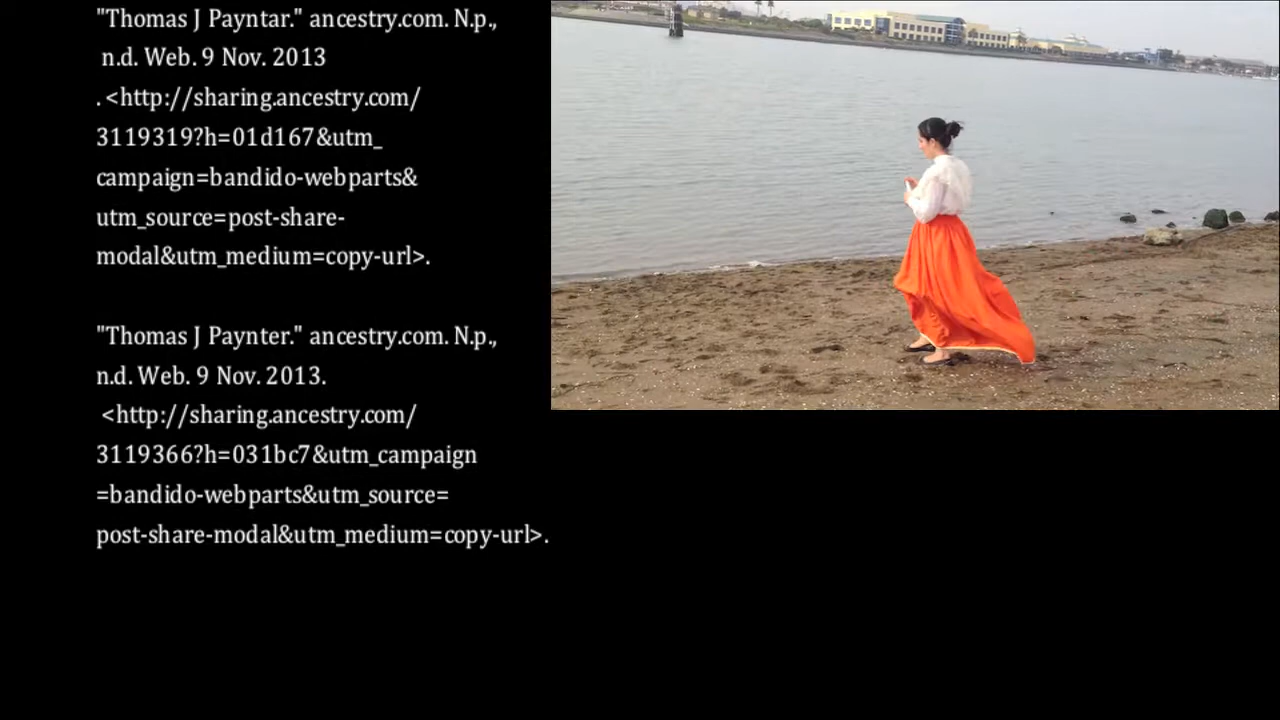 "Thomas J Payntar." ancestry.com. N.p.,
n.d. Web. 9 Nov. 2013
. <http://sharing.ancestry.com/
3119319?h=01d167&utm_
campaign=bandido-webparts&
utm_source=post-share-
modal&utm_medium=copy-url>.
"Thomas J Paynter." ancestry.com. N.p.,
n.d. Web. 9 Nov. 2013.
<http://sharing.ancestry.com/
3119366?h=031bc7&utm_campaign
=bandido-webparts&utm_source=
post-share-modal&utm_medium=copy-url>.